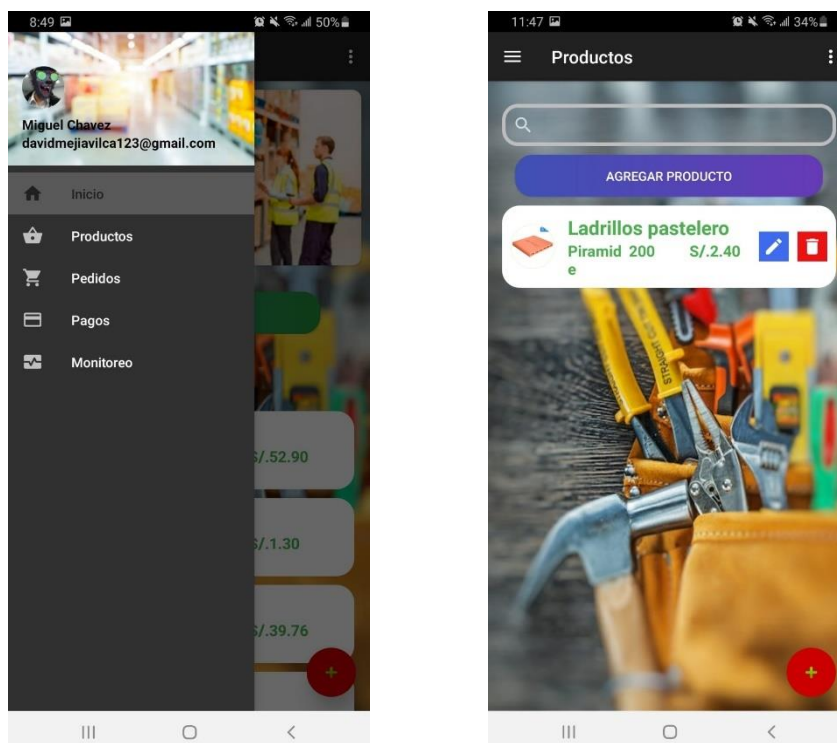 8:49
50%
Miguel Chavez
davidmejiavilca123@gmail.com
Inicio
Productos
Pedidos
Pagos
Monitoreo
S/.52.90
S/.1.30
S/.39.76
11:47
34%
Productos
AGREGAR PRODUCTO
Ladrillos pastelero
Piramid 200 S/.2.40
e